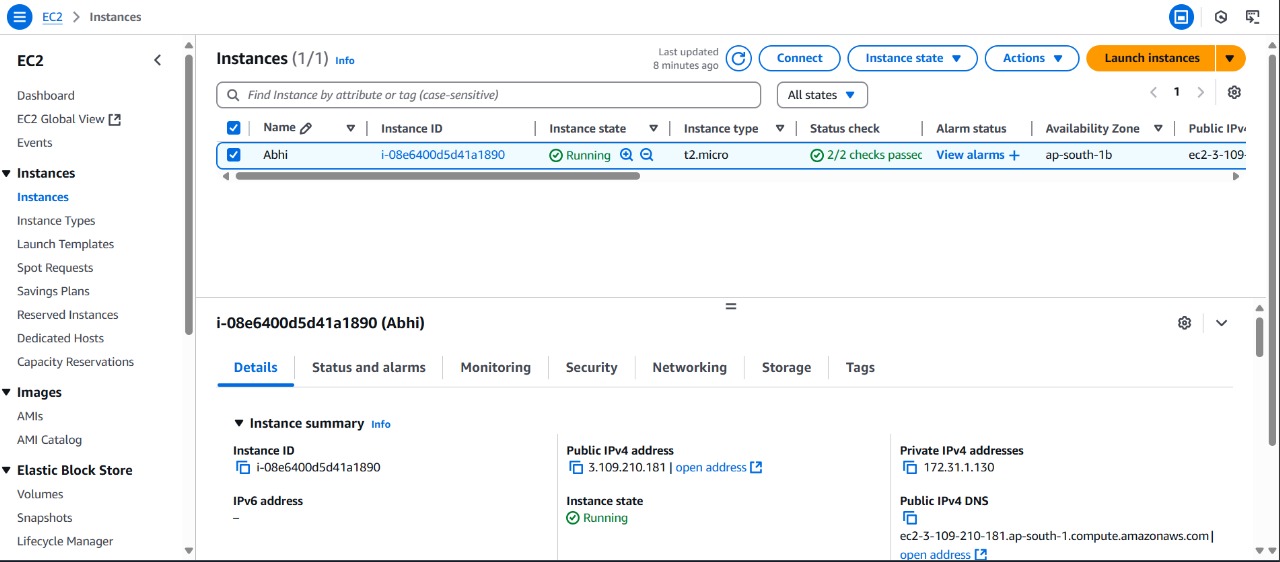 EC2 > Instances
EC2
Dashboard
EC2 Global View
Events
Instances
Instances
Instance Types
Launch Templates
Spot Requests
Savings Plans
Reserved Instances
Dedicated Hosts
Capacity Reservations
Images
AMIs
AMI Catalog
Elastic Block Store
Volumes
Snapshots
Lifecycle Manager
Instances (1/1) Info
Last updated
8 minutes ago
Connect
Instance state
Actions
Launch instances
Find Instance by attribute or tag (case-sensitive)
All states
1
Name Instance ID Instance state Instance type Status check Alarm status Availability Zone Public IPv4
Abhi i-08e6400d5d41a1890 Running t2.micro 2/2 checks passec View alarms + ap-south-1b ec2-3-109-
i-08e6400d5d41a1890 (Abhi)
Details Status and alarms Monitoring Security Networking Storage Tags
Instance summary Info
Instance ID
i-08e6400d5d41a1890
Public IPv4 address
3.109.210.181 | open address
Private IPv4 addresses
172.31.1.130
IPv6 address
–
Instance state
Running
Public IPv4 DNS
ec2-3-109-210-181.ap-south-1.compute.amazonaws.com |
open address